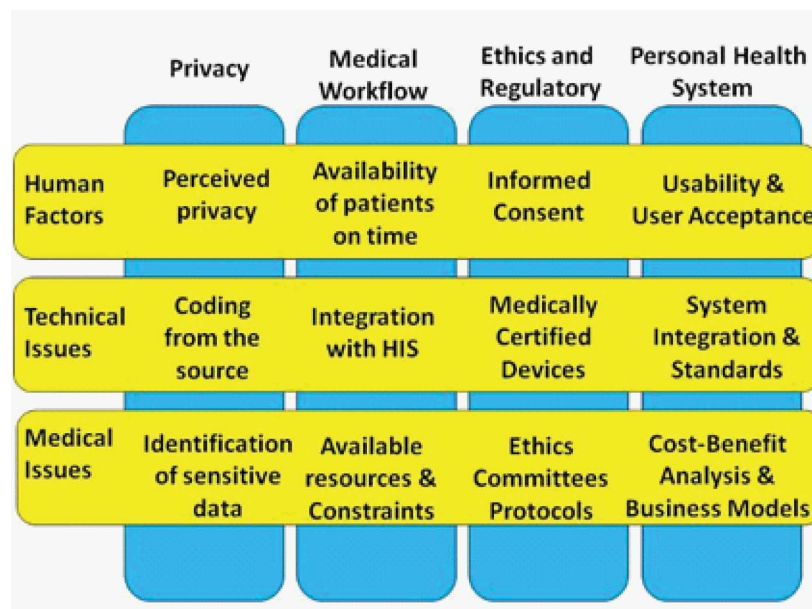 Privacy
Medical
Workflow
Ethics and
Regulatory
Personal Health
System
Human
Factors
Perceived
privacy
Availability
of patients
on time
Informed
Consent
Usability &
User Acceptance
Technical
Issues
Coding
from the
source
Integration
with HIS
Medically
Certified
Devices
System
Integration &
Standards
Medical
Issues
Identification
of sensitive
data
Available
resources &
Constraints
Ethics
Committees
Protocols
Cost-Benefit
Analysis &
Business Models